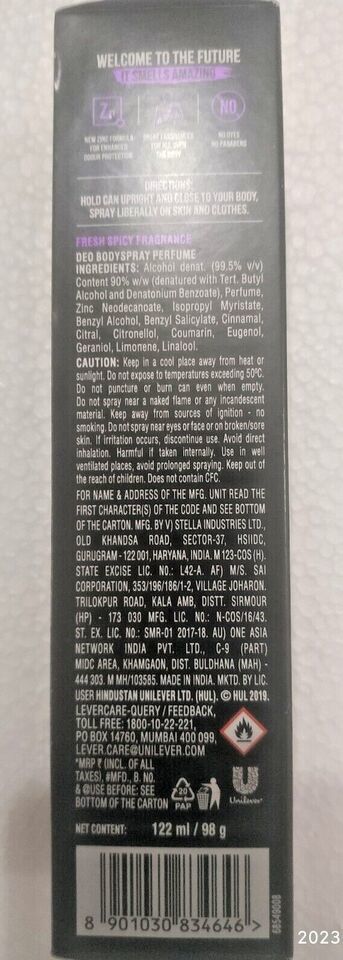 WELCOME TO THE FUTURE
IT SMELLS AMAZING
Zn
NO
NEW ZINC FORMULA
FOR ENHANCED
ODOUR PROTECTION
FRAGRANCES
FOR ALL OVER
THE BODY
NO DYES
NO PARABENS
DIRECTIONS:
HOLD CAN UPRIGHT AND CLOSE TO YOUR BODY,
SPRAY LIBERALLY ON SKIN AND CLOTHES.
FRESH SPICY FRAGRANCE
DEO BODYSPRAY PERFUME
INGREDIENTS: Alcohol denat. (99.5% v/v)
Content 90% w/w (denatured with Tert. Butyl
Alcohol and Denatonium Benzoate), Perfume,
Zinc Neodecanoate, Isopropyl Myristate,
Benzyl Alcohol, Benzyl Salicylate, Cinnamal,
Citral, Citronellol, Coumarin, Eugenol,
Geraniol, Limonene, Linalool.
CAUTION: Keep in a cool place away from heat or
sunlight. Do not expose to temperatures exceeding 50ºC.
Do not puncture or burn can even when empty.
Do not spray near a naked flame or any incandescent
material. Keep away from sources of ignition - no
smoking. Do not spray near eyes or face or on broken/sore
skin. If irritation occurs, discontinue use. Avoid direct
inhalation. Harmful if taken internally. Use in well
ventilated places, avoid prolonged spraying. Keep out of
the reach of children. Does not contain CFC.
FOR NAME & ADDRESS OF THE MFG. UNIT READ THE
FIRST CHARACTER(S) OF THE CODE AND SEE BOTTOM
OF THE CARTON. MFG. BY V) STELLA INDUSTRIES LTD.,
OLD KHANDSA ROAD, SECTOR-37, HSIIDC,
GURUGRAM - 122 001, HARYANA, INDIA. M 123-COS (H).
STATE EXCISE LIC. NO.: L42-A. AF) M/S. SAI
CORPORATION, 353/196/186/1-2, VILLAGE JOHARON.
TRILOKPUR ROAD, KALA AMB, DISTT. SIRMOUR
(HP) - 173 030 MFG. LIC. NO.: N-COS/16/43.
ST. EX. LIC. NO.: SMR-01 2017-18. AU) ONE ASIA
NETWORK INDIA PVT. LTD., C-9 (PART)
MIDC AREA, KHAMGAON, DIST. BULDHANA (MAH) -
444 303. M MH/103585. MADE IN INDIA. MKTD. BY LIC.
USER HINDUSTAN UNILEVER LTD. (HUL). © HUL 2019.
LEVERCARE-QUERY / FEEDBACK,
TOLL FREE: 1800-10-22-221,
PO BOX 14760, MUMBAI 400 099,
LEVER.CARE@UNILEVER.COM
*MRP ₹ (INCL. OF ALL
TAXES), #MFD., B. NO.
& @USE BEFORE: SEE
BOTTOM OF THE CARTON
20
PAP
Unilever
NET CONTENT: 122 ml / 98 g
8 901030 834646 >
68549008
2023